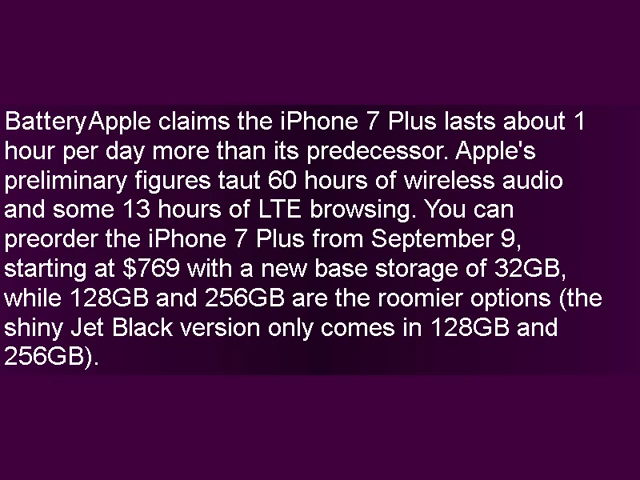 BatteryApple claims the iPhone 7 Plus lasts about 1
hour per day more than its predecessor. Apple's
preliminary figures taut 60 hours of wireless audio
and some 13 hours of LTE browsing. You can
preorder the iPhone 7 Plus from September 9,
starting at $769 with a new base storage of 32GB,
while 128GB and 256GB are the roomier options (the
shiny Jet Black version only comes in 128GB and
256GB).